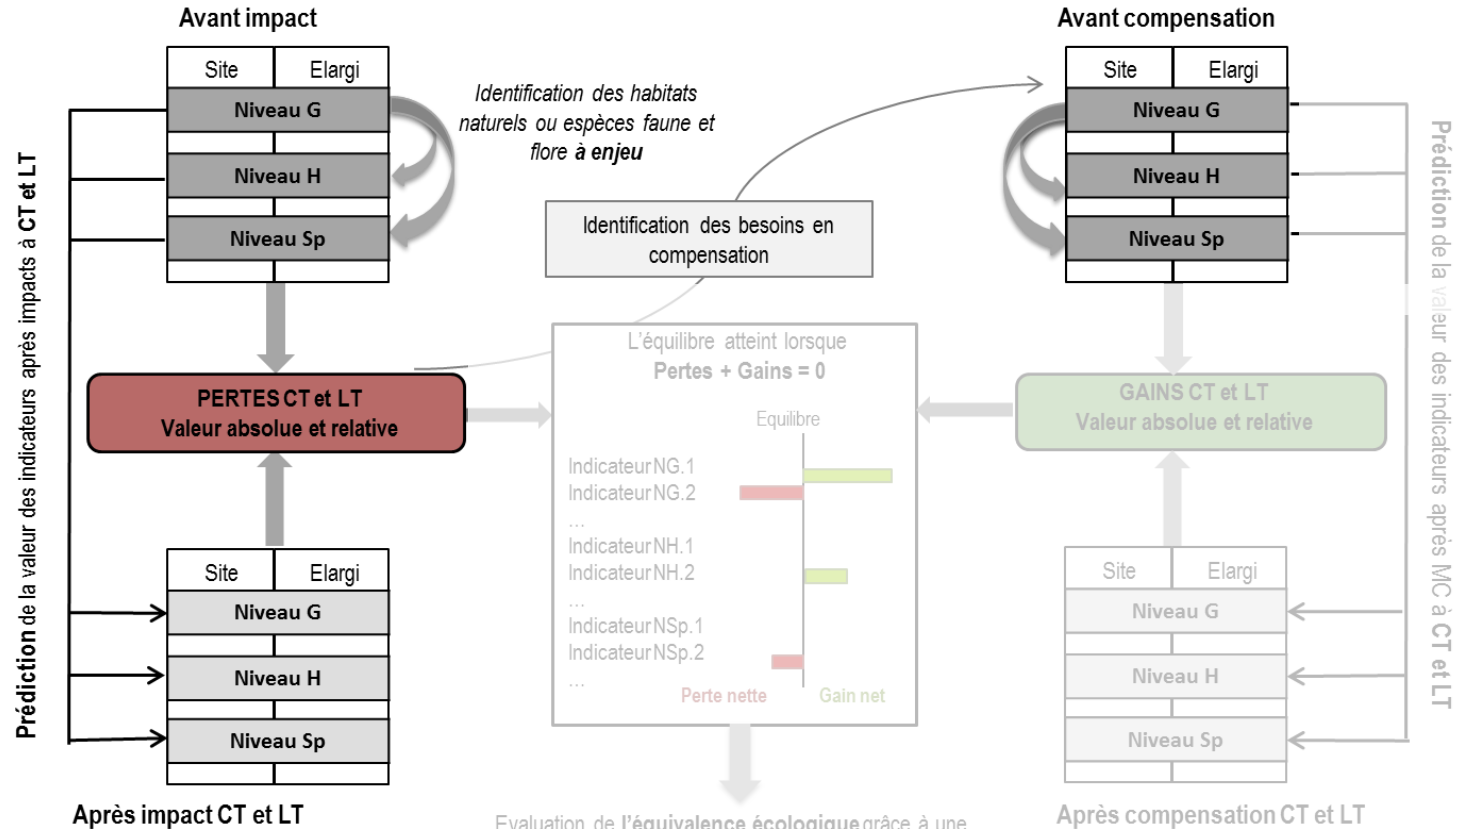 Avant impact
Site
Elargi
Niveau G
Niveau H
Niveau Sp
Identification des habitats
naturels ou espèces faune et
flore à enjeu
Avant compensation
Site
Elargi
Niveau G
Niveau H
Niveau Sp
Identification des besoins en
compensation
Prédiction de la valeur des indicateurs après impacts à CT et LT
Prédiction de la valeur des indicateurs après MC à CT et LT
PERTES CT et LT
Valeur absolue et relative
L'équilibre atteint lorsque
Pertes + Gains = 0
Equilibre
Indicateur NG.1
Indicateur NG.2
...
Indicateur NH.1
Indicateur NH.2
...
Indicateur NSp.1
Indicateur NSp.2
...
Perte nette
Gain net
GAINS CT et LT
Valeur absolue et relative
Site
Elargi
Niveau G
Niveau H
Niveau Sp
Après impact CT et LT
Site
Elargi
Niveau G
Niveau H
Niveau Sp
Après compensation CT et LT
Evaluation de l'équivalence écologique grâce à une